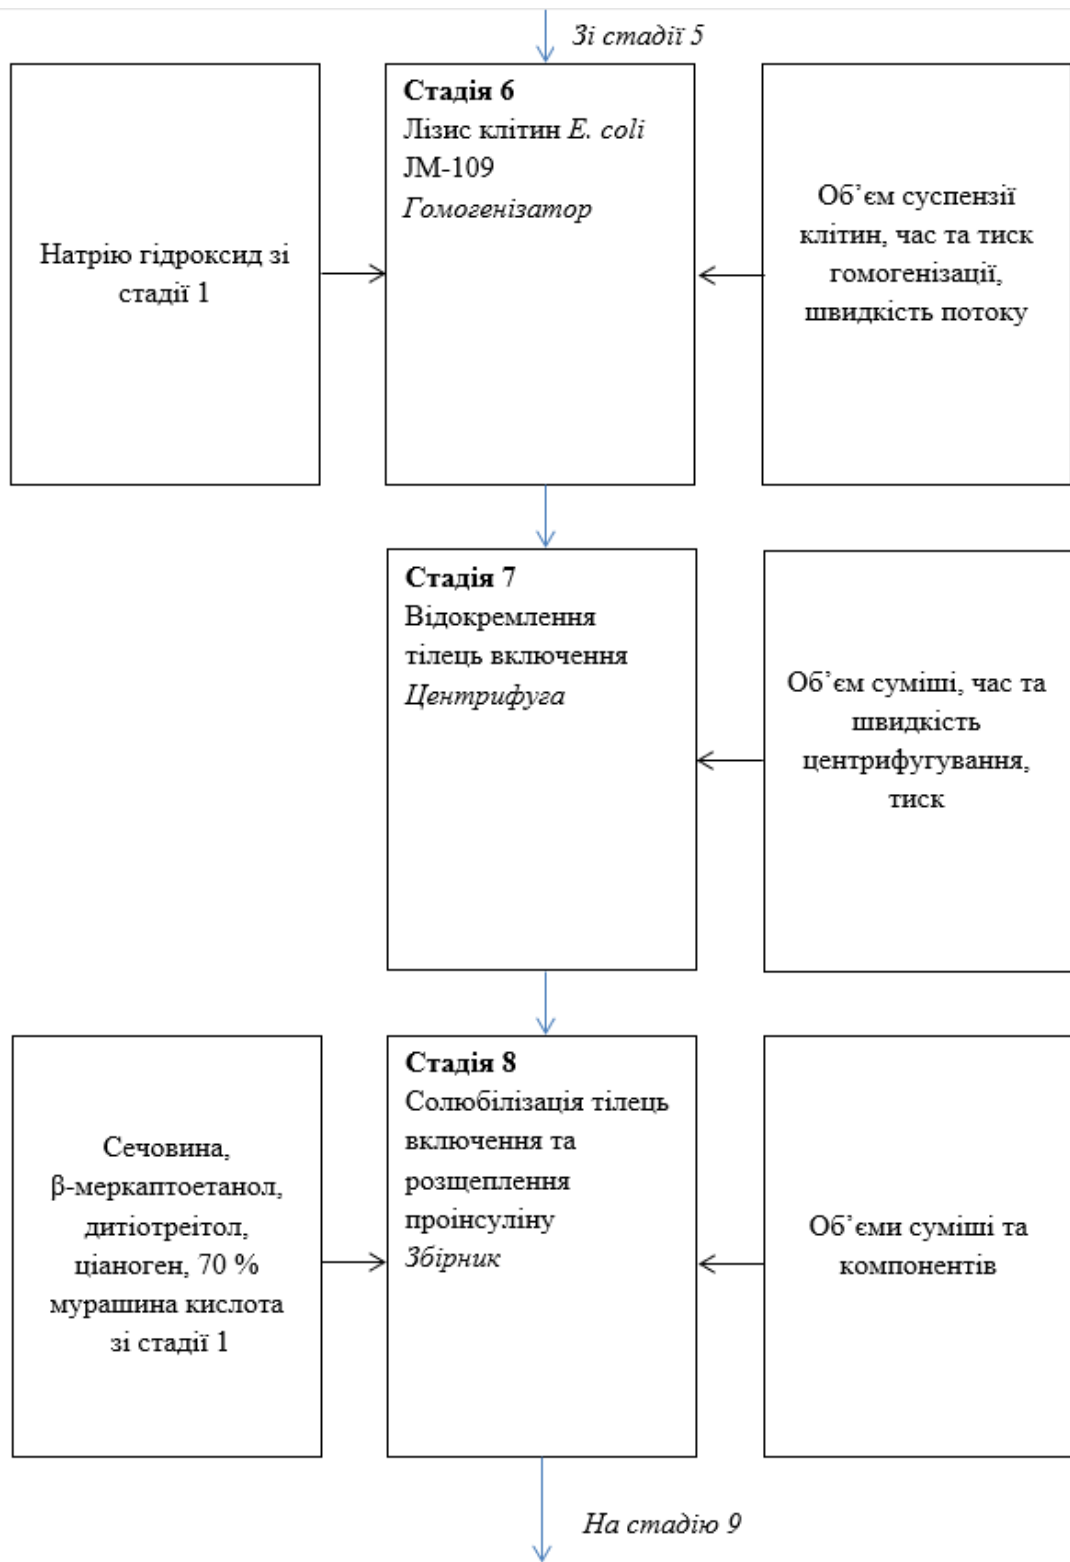 Зі стадії 5
Натрію гідроксид зі
стадії 1
Стадія 6
Лізис клітин E. coli
JM-109
Гомогенізатор
Об’єм суспензії
клітин, час та тиск
гомогенізації,
швидкість потоку
Стадія 7
Відокремлення
тілець включення
Центрифуга
Об’єм суміші, час та
швидкість
центрифугування,
тиск
Сечовина,
β-меркаптоетанол,
дитіотреітол,
ціаноген, 70 %
мурашина кислота
зі стадії 1
Стадія 8
Солюбілізація тілець
включення та
розщеплення
проінсуліну
Збірник
Об’єми суміші та
компонентів
На стадію 9